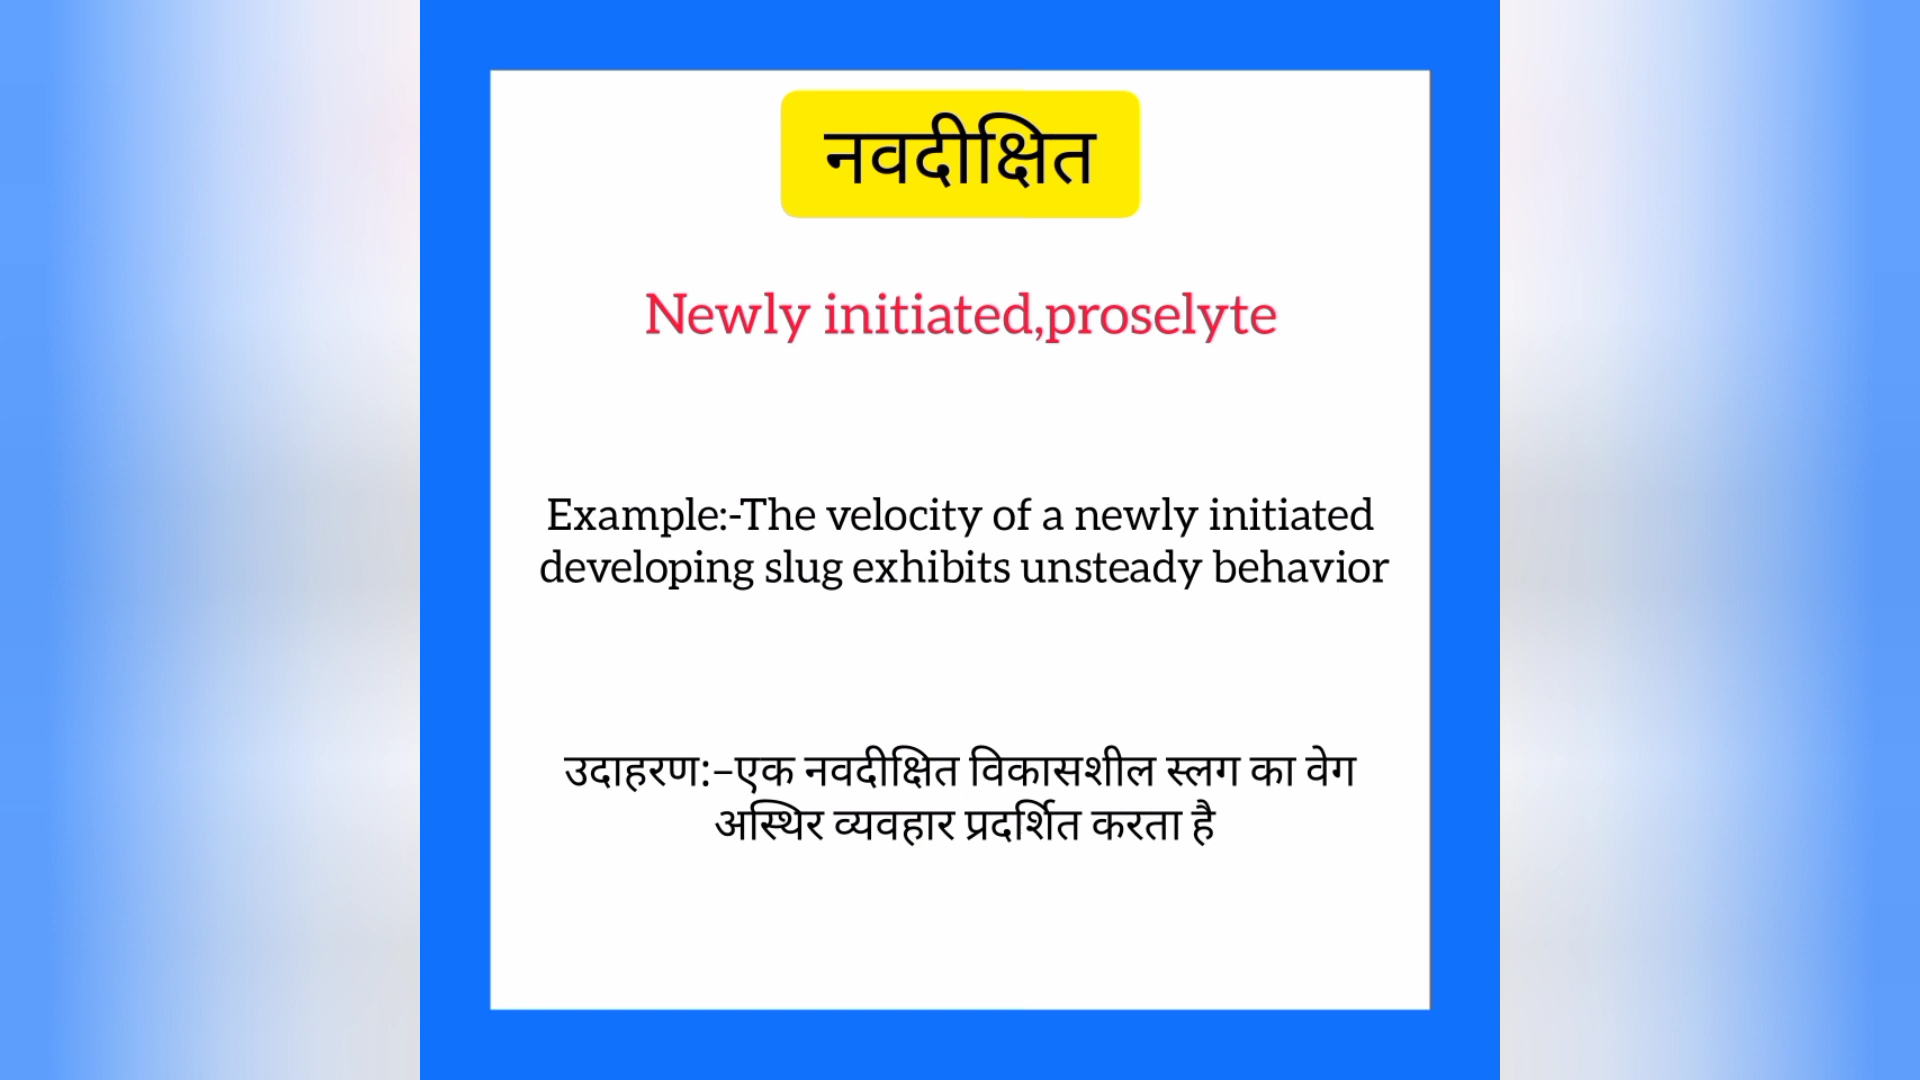 नवदीक्षित
Newly initiated,proselyte
Example:-The velocity of a newly initiated
developing slug exhibits unsteady behavior
उदाहरण:–एक नवदीक्षित विकासशील स्लग का वेग
अस्थिर व्यवहार प्रदर्शित करता है